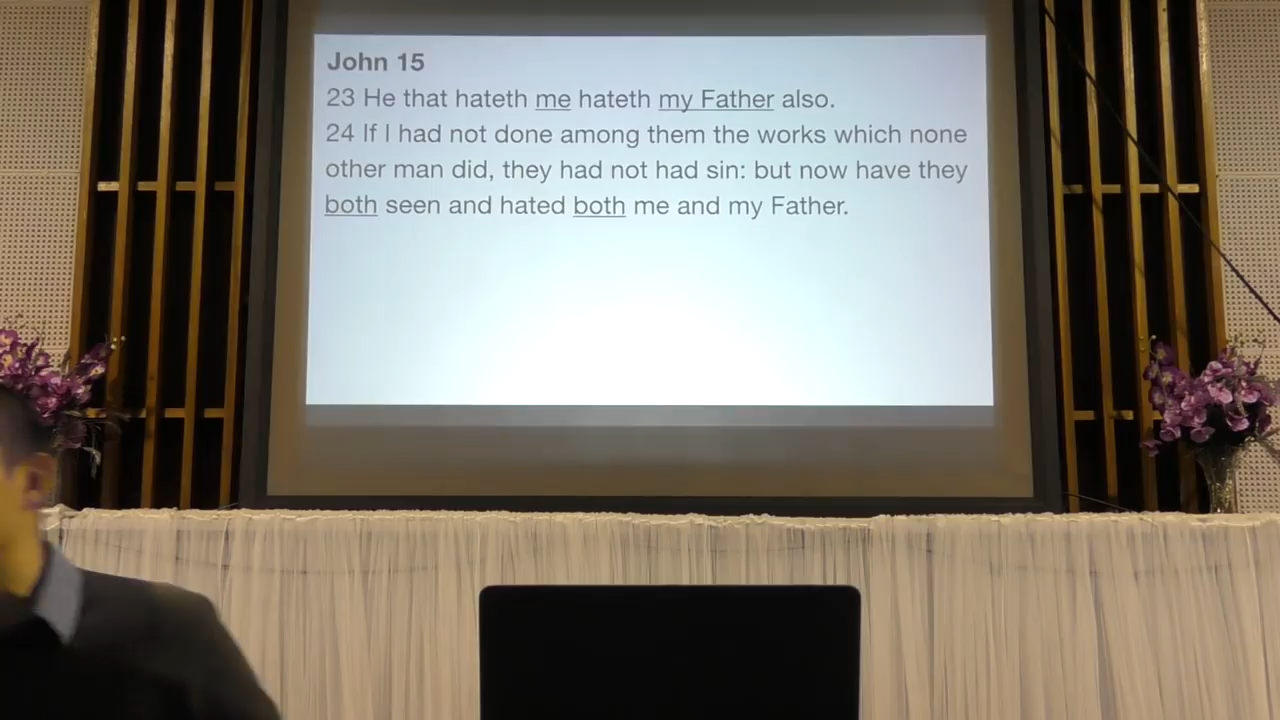 John 15
23 He that hateth me hateth my Father also.
24 If I had not done among them the works which none
other man did, they had not had sin: but now have they
both seen and hated both me and my Father.